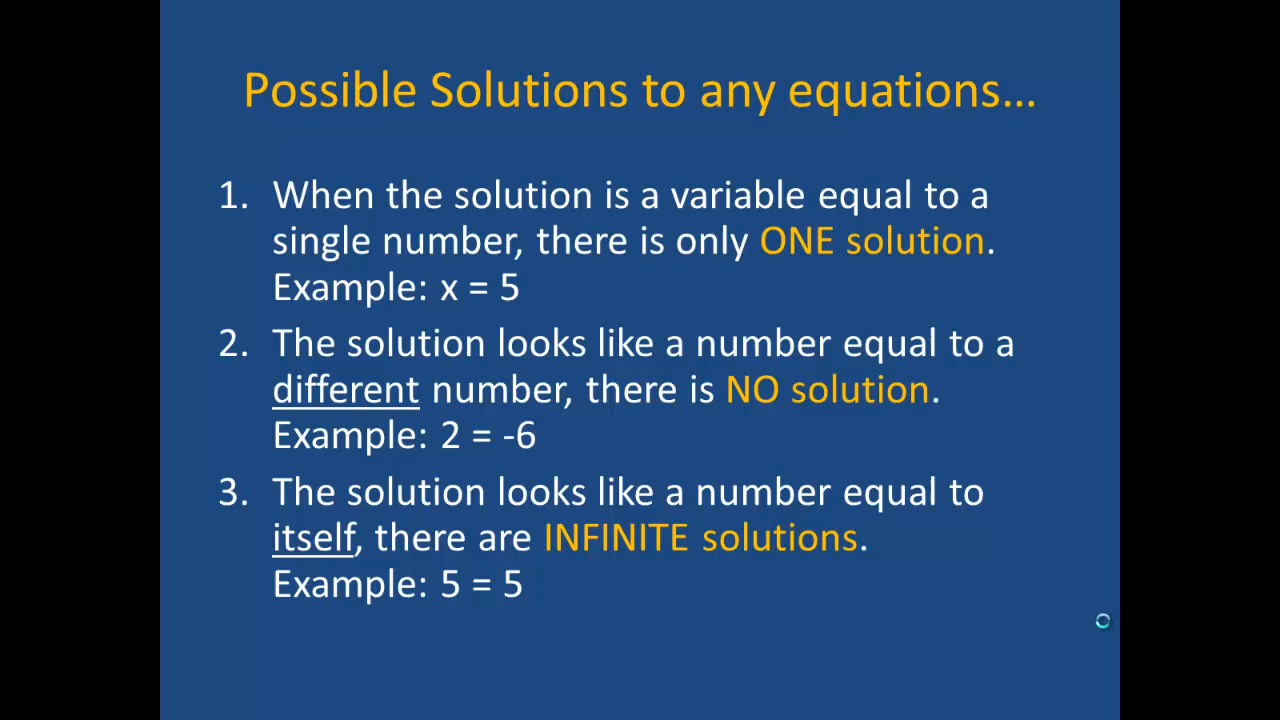 Possible Solutions to any equations…
1. When the solution is a variable equal to a
single number, there is only ONE solution.
Example: x = 5
2. The solution looks like a number equal to a
different number, there is NO solution.
Example: 2 = -6
3. The solution looks like a number equal to
itself, there are INFINITE solutions.
Example: 5 = 5